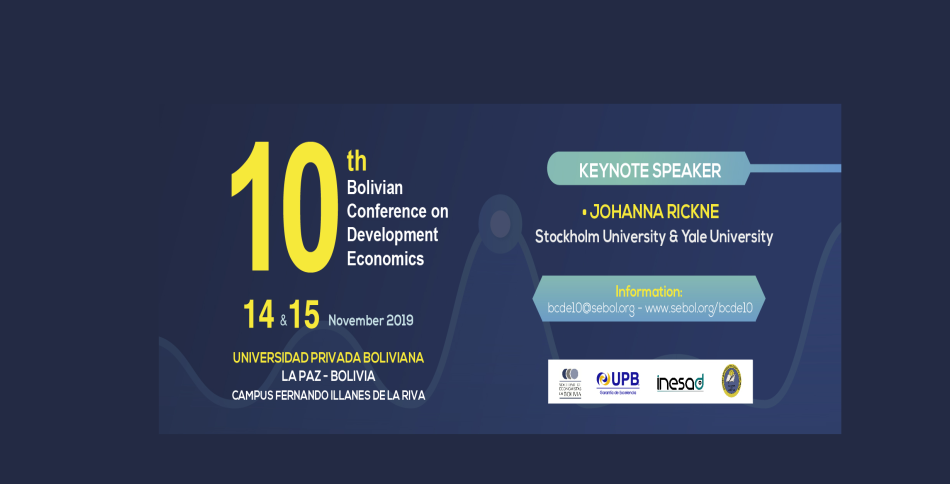 10th
Bolivian
Conference on
Development
Economics
14 & 15 November 2019
UNIVERSIDAD PRIVADA BOLIVIANA
LA PAZ - BOLIVIA
CAMPUS FERNANDO ILLANES DE LA RIVA
KEYNOTE SPEAKER
• JOHANNA RICKNE
Stockholm University & Yale University
Information:
bcde10@sebol.org - www.sebol.org/bcde10
UPB
inesad